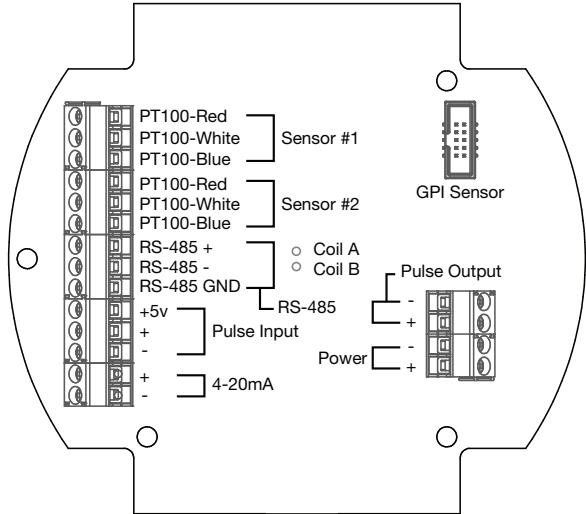 PT100-Red
PT100-White
PT100-Blue
Sensor #1
PT100-Red
PT100-White
PT100-Blue
Sensor #2
RS-485 +
RS-485 -
RS-485 GND
RS-485
+5v
+
-
Pulse Input
+
-
4-20mA
Coil A
Coil B
GPI Sensor
Pulse Output
-
+
Power
-
+